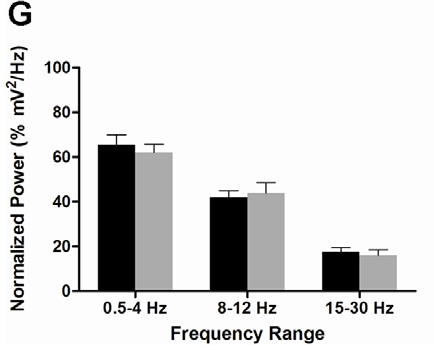 G
Normalized Power (% mV²/Hz)
100
80
60
40
20
0
0.5-4 Hz 8-12 Hz 15-30 Hz
Frequency Range